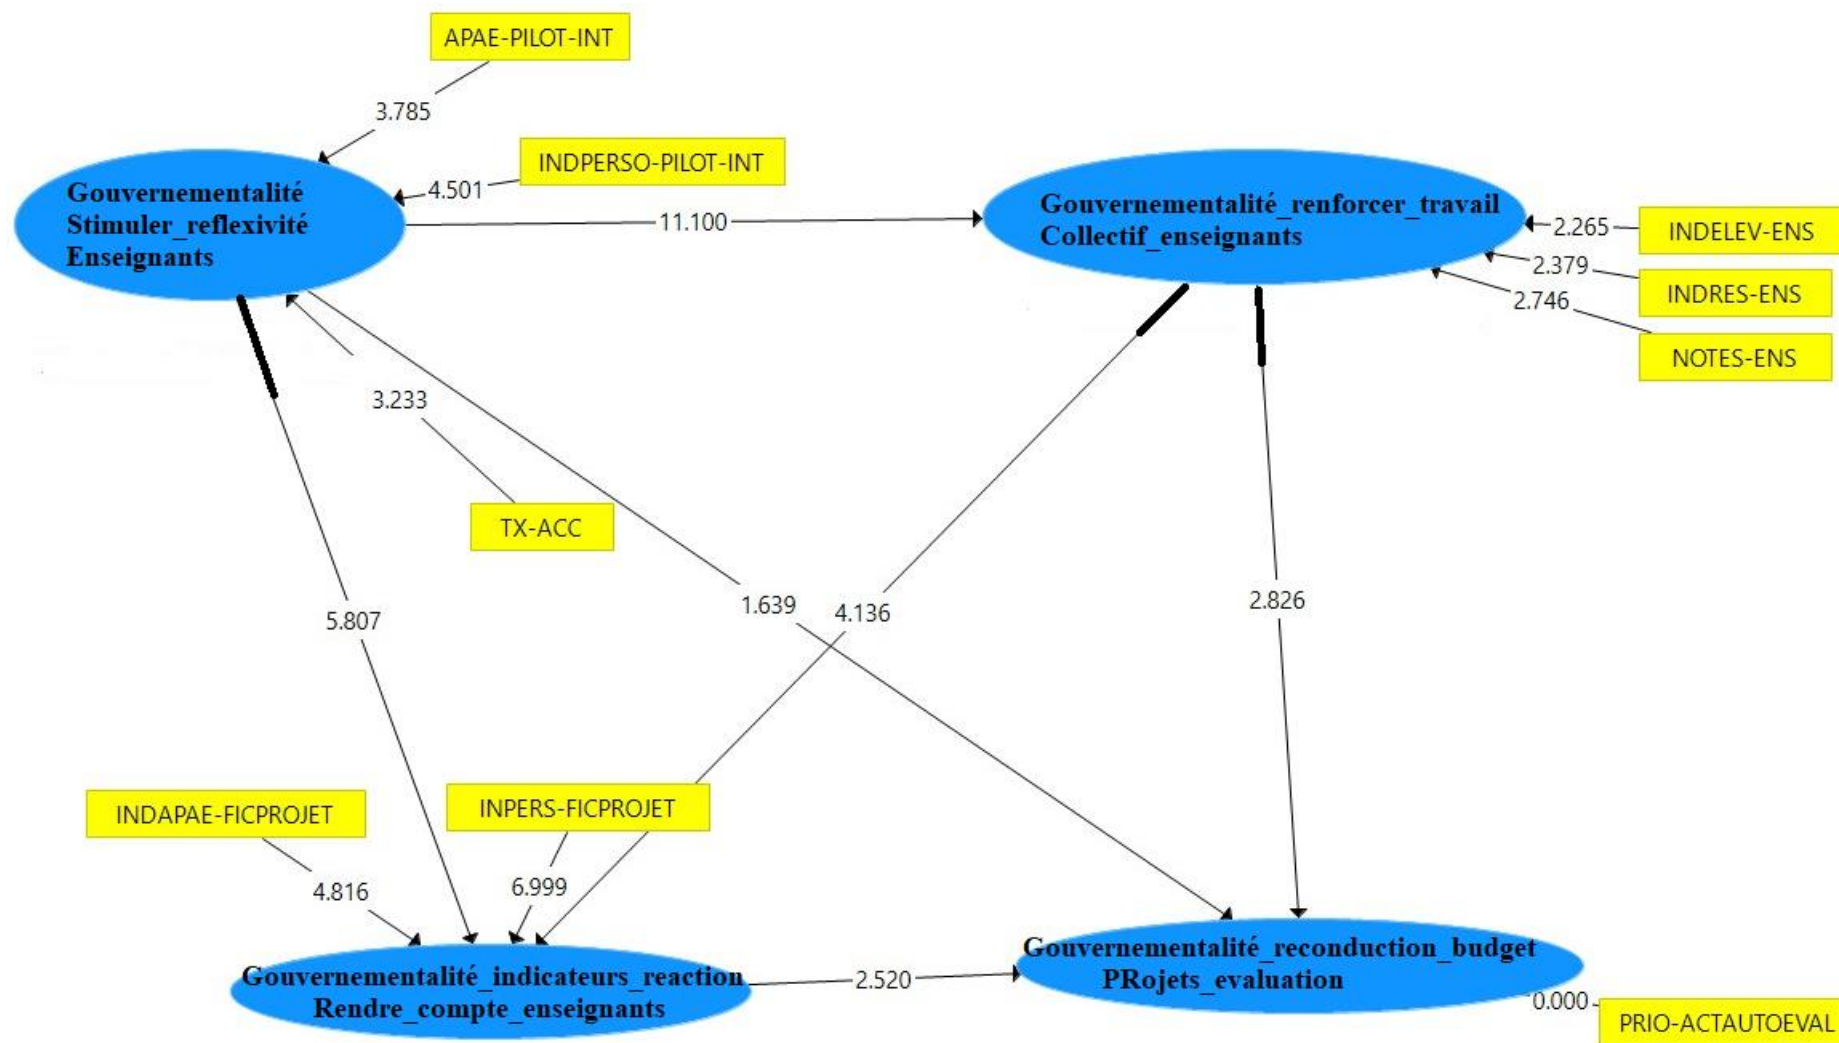 APAE-PILOT-INT
3.785
INDPERSO-PILOT-INT
4.501
Gouvernementalité
Stimuler_reflexivité
Enseignants
11.100
Gouvernementalité_renforcer_travail
Collectif_enseignants
2.265
INDELEV-ENS
2.379
INDRES-ENS
2.746
NOTES-ENS
3.233
TX-ACC
5.807
1.639
4.136
2.826
INDAPAE-FICPROJET
INPERS-FICPROJET
4.816
6.999
Gouvernementalité_indicateurs_reaction
Rendre_compte_enseignants
2.520
Gouvernementalité_reconduction_budget
PRojets_evaluation
0.000
PRIO-ACTAUTOEVAL